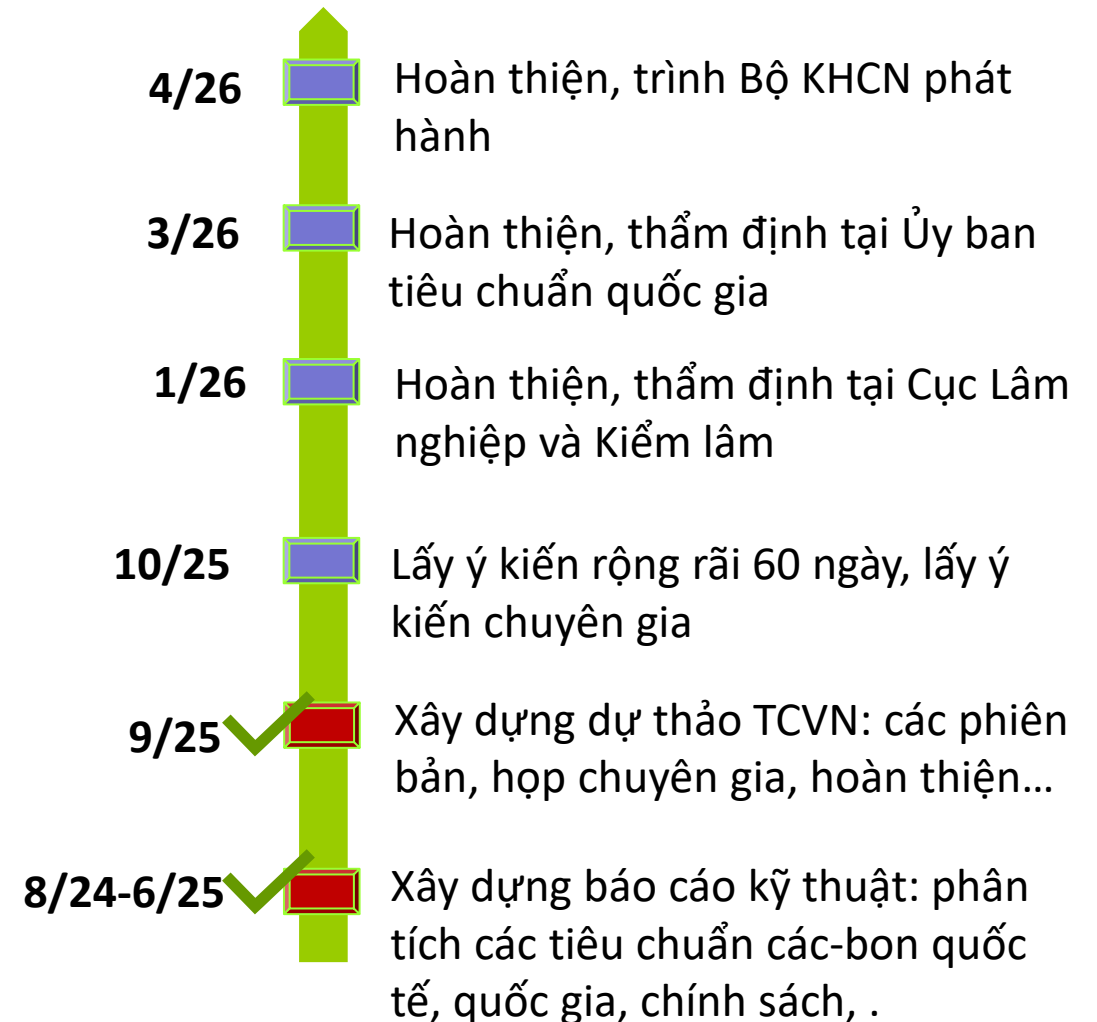 4/26
Hoàn thiện, trình Bộ KHCN phát
hành
3/26
Hoàn thiện, thẩm định tại Ủy ban
tiêu chuẩn quốc gia
1/26
Hoàn thiện, thẩm định tại Cục Lâm
nghiệp và Kiểm lâm
10/25
Lấy ý kiến rộng rãi 60 ngày, lấy ý
kiến chuyên gia
9/25
Xây dựng dự thảo TCVN: các phiên
bản, họp chuyên gia, hoàn thiện...
8/24-6/25
Xây dựng báo cáo kỹ thuật: phân
tích các tiêu chuẩn các-bon quốc
tế, quốc gia, chính sách, .